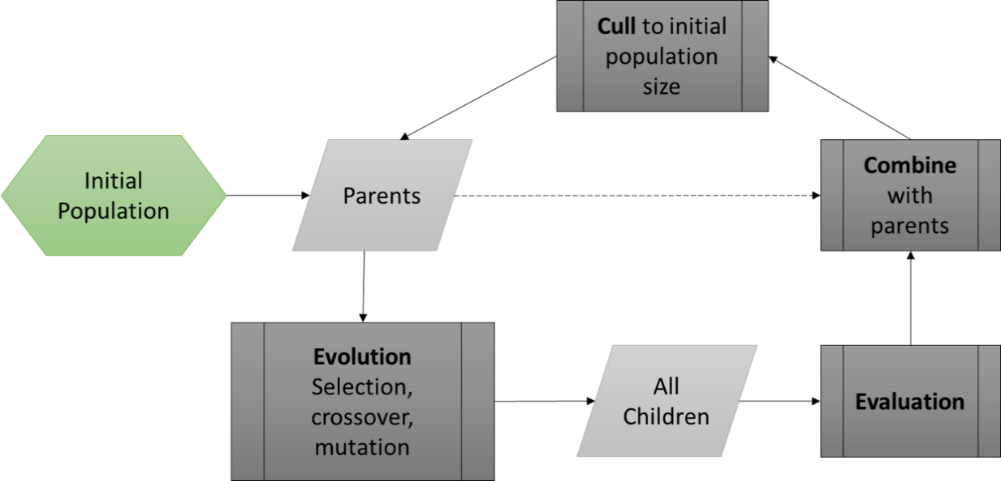 Cull to initial
population
size
Initial
Population
Parents
Combine
with
parents
Evolution
Selection,
crossover,
mutation
All
Children
Evaluation